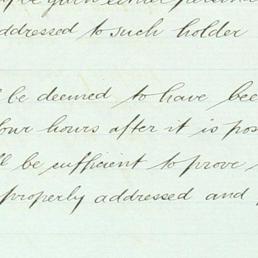 addressed to such holder
be deemed to have bee
four hours after it is pos
ll be sufficient to prove
properly addressed and